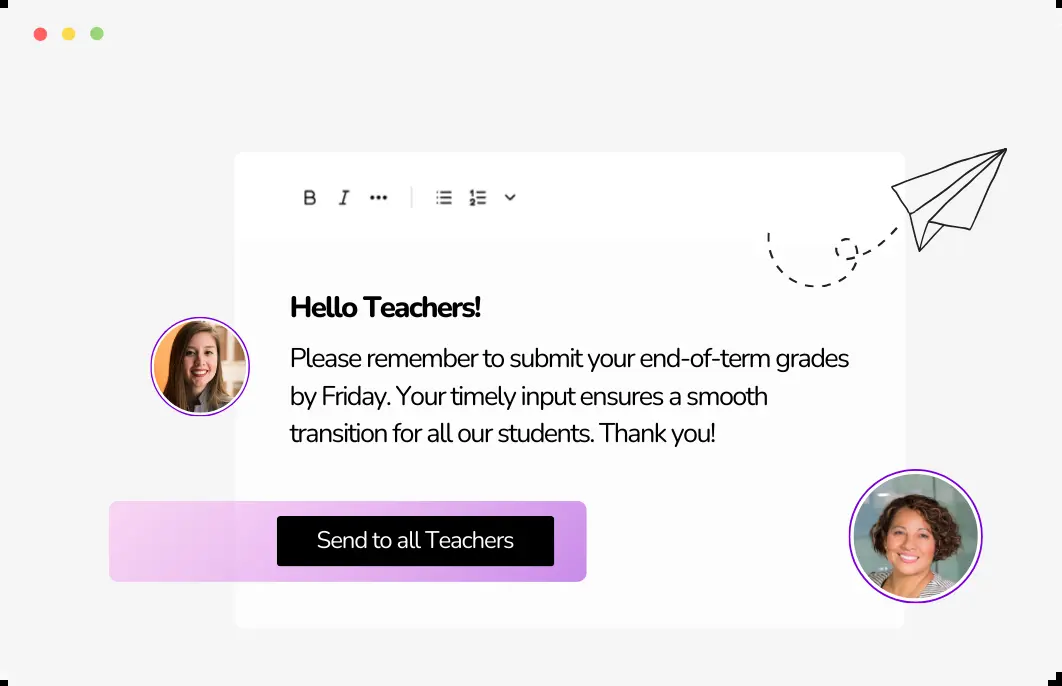 B I
Hello Teachers!
Please remember to submit your end-of-term grades
by Friday. Your timely input ensures a smooth
transition for all our students. Thank you!
Send to all Teachers